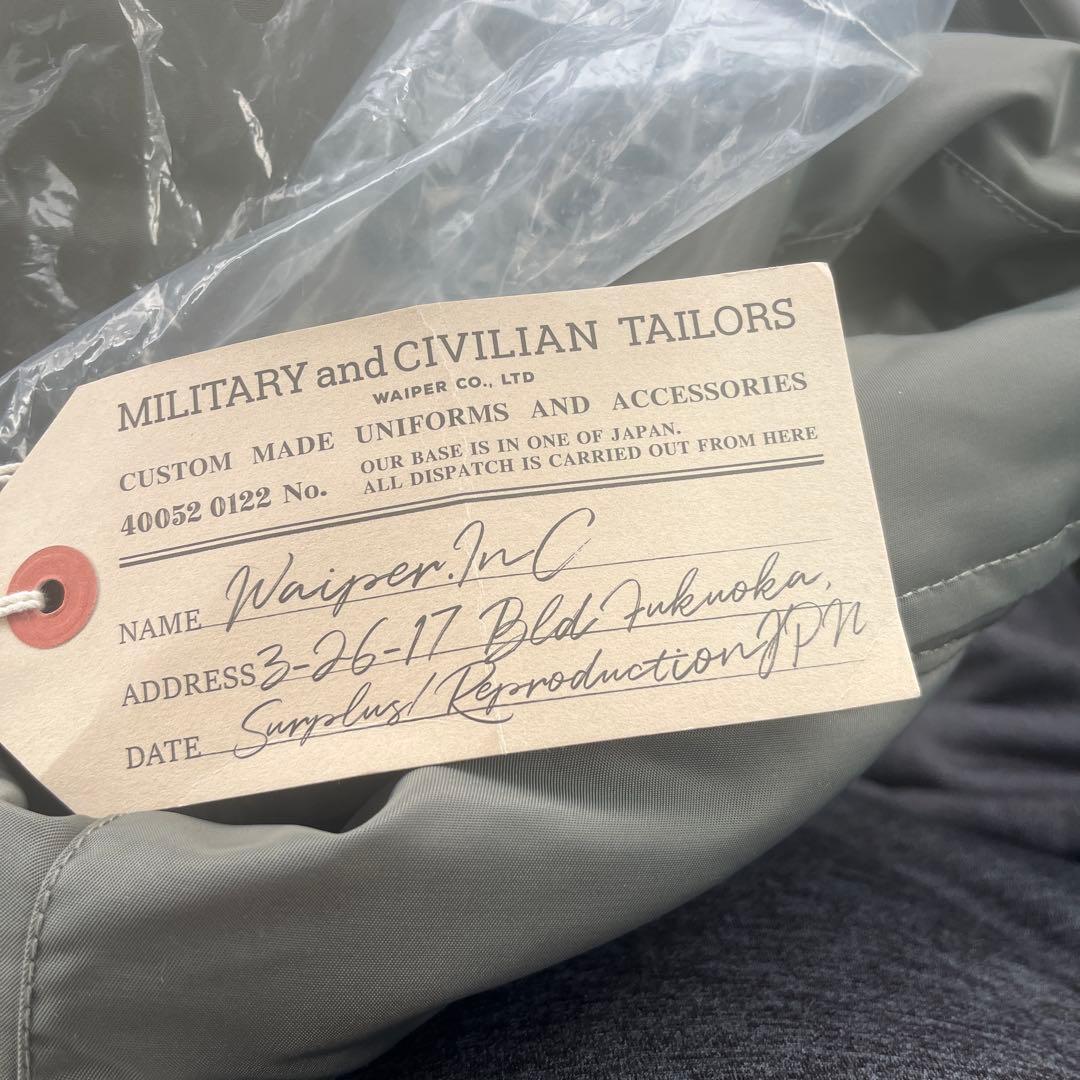 MILITARY and CIVILIAN TAILORS
WAIPER CO., LTD
CUSTOM MADE UNIFORMS AND ACCESSORIES
40052 0122 No. OUR BASE IS IN ONE OF JAPAN.
ALL DISPATCH IS CARRIED OUT FROM HERE
NAME Waiper.InC
ADDRESS 3-26-17 Bld Fukuoka,
JPN
DATE Surplus/Reproduction